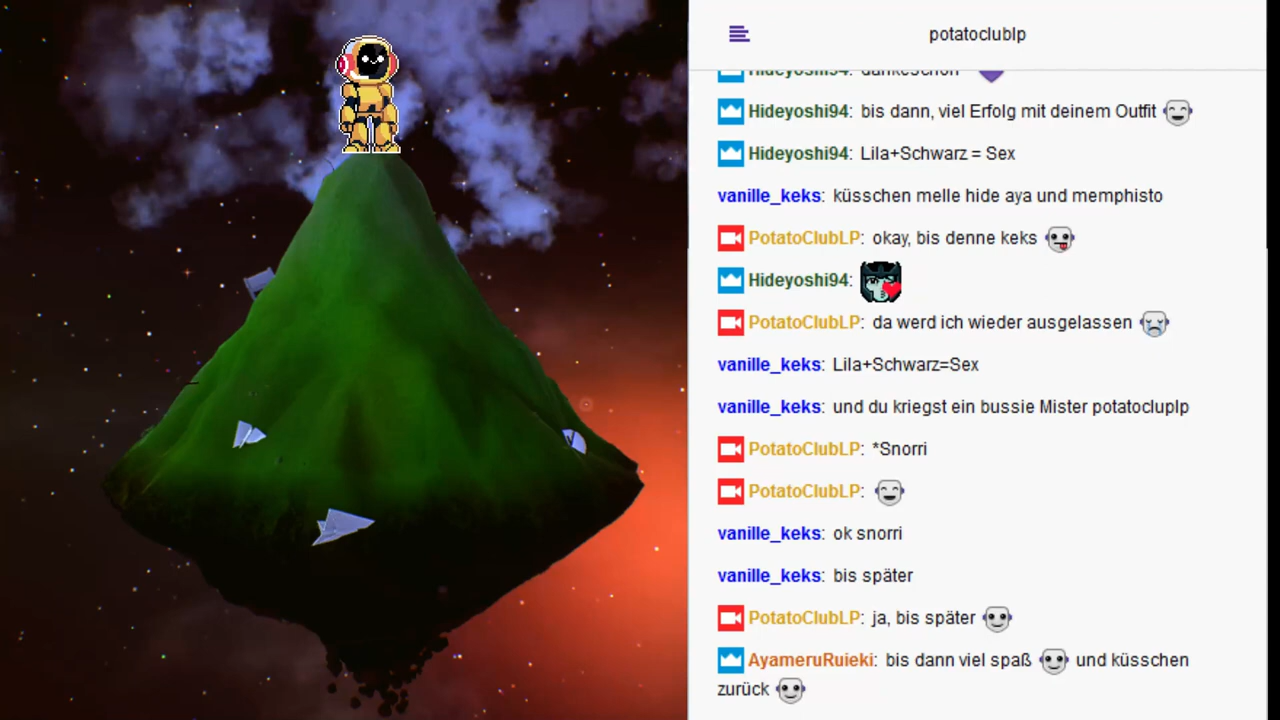 potatoclublp
Hideyoshi94: dankeschön
Hideyoshi94: bis dann, viel Erfolg mit deinem Outfit
Hideyoshi94: Lila+Schwarz = Sex
vanille_keks: küsschen melle hide aya und memphisto
PotatoClubLP: okay, bis denne keks
Hideyoshi94:
PotatoClubLP: da werd ich wieder ausgelassen
vanille_keks: Lila+Schwarz=Sex
vanille_keks: und du kriegst ein bussie Mister potatocluplp
PotatoClubLP: *Snorri
PotatoClubLP:
vanille_keks: ok snorri
vanille_keks: bis später
PotatoClubLP: ja, bis später
AyameruRuieki: bis dann viel spaß und küsschen
zurück